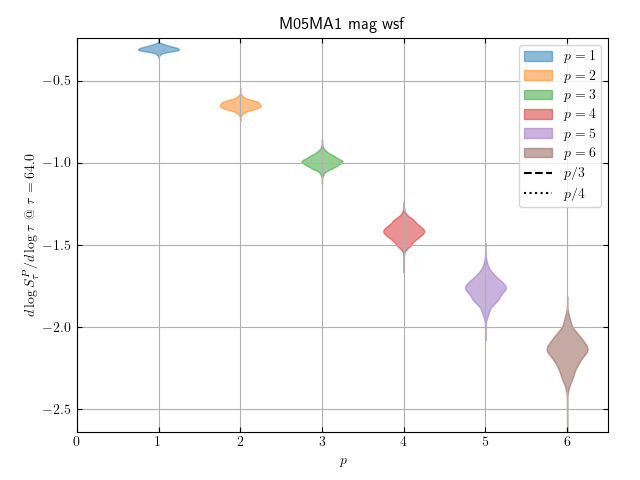 M05MA1 mag wsf
d log S_τ^P / d log τ @ τ = 64.0
−0.5
−1.0
−1.5
−2.0
−2.5
0 1 2 3 4 5 6
p
p = 1
p = 2
p = 3
p = 4
p = 5
p = 6
p/3
p/4